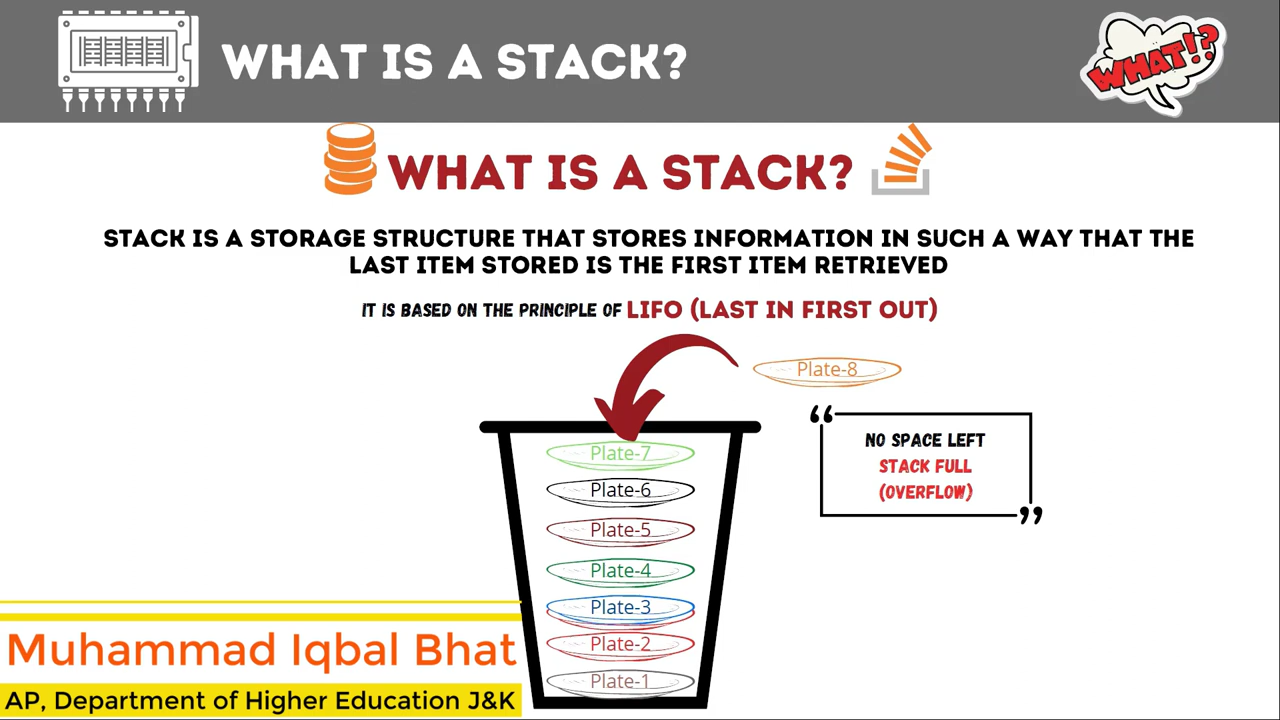 WHAT IS A STACK?
WHAT!?
WHAT IS A STACK?
STACK IS A STORAGE STRUCTURE THAT STORES INFORMATION IN SUCH A WAY THAT THE
LAST ITEM STORED IS THE FIRST ITEM RETRIEVED
IT IS BASED ON THE PRINCIPLE OF LIFO (LAST IN FIRST OUT)
Plate-8
“
NO SPACE LEFT
STACK FULL
(OVERFLOW)
”
Plate-7
Plate-6
Plate-5
Plate-4
Plate-3
Plate-2
Plate-1
Muhammad Iqbal Bhat
AP, Department of Higher Education J&K